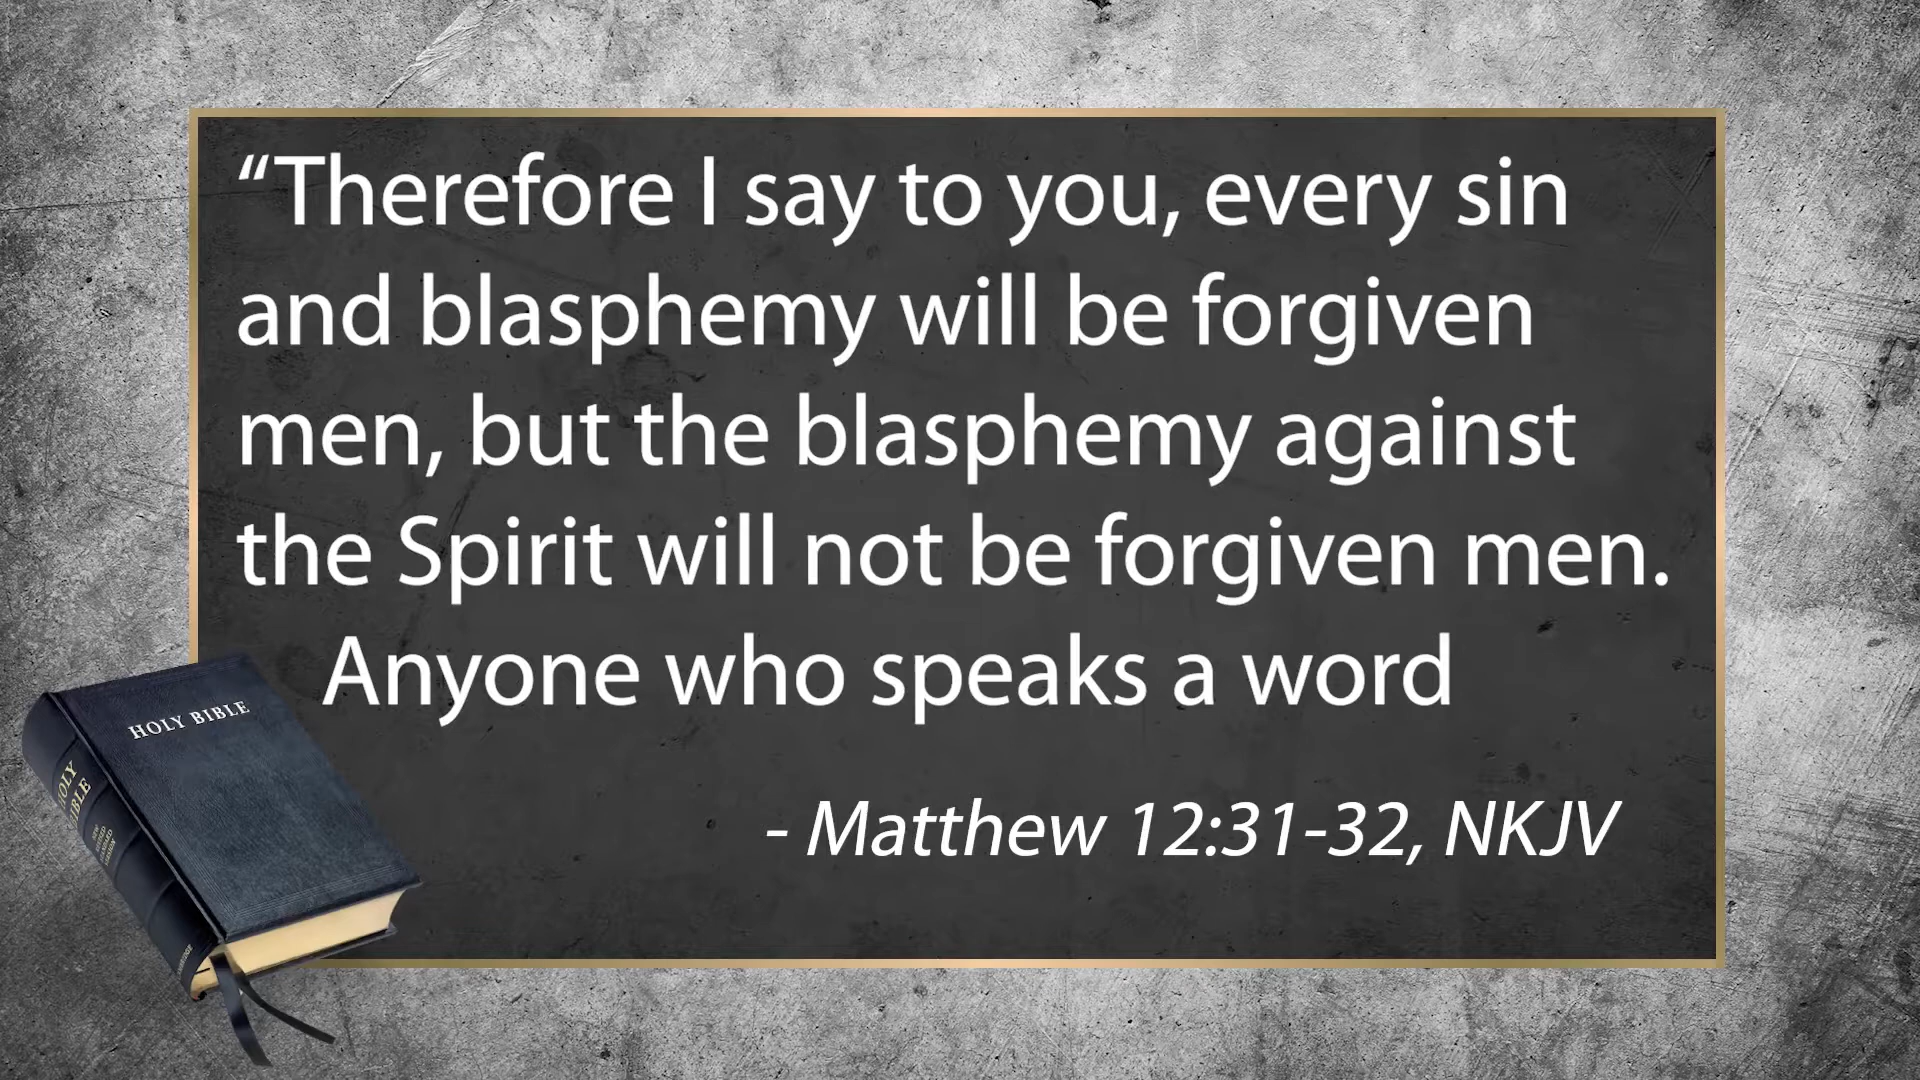 “Therefore I say to you, every sin
and blasphemy will be forgiven
men, but the blasphemy against
the Spirit will not be forgiven men.
Anyone who speaks a word
- Matthew 12:31-32, NKJV
HOLY BIBLE
HOLY
BIBLE